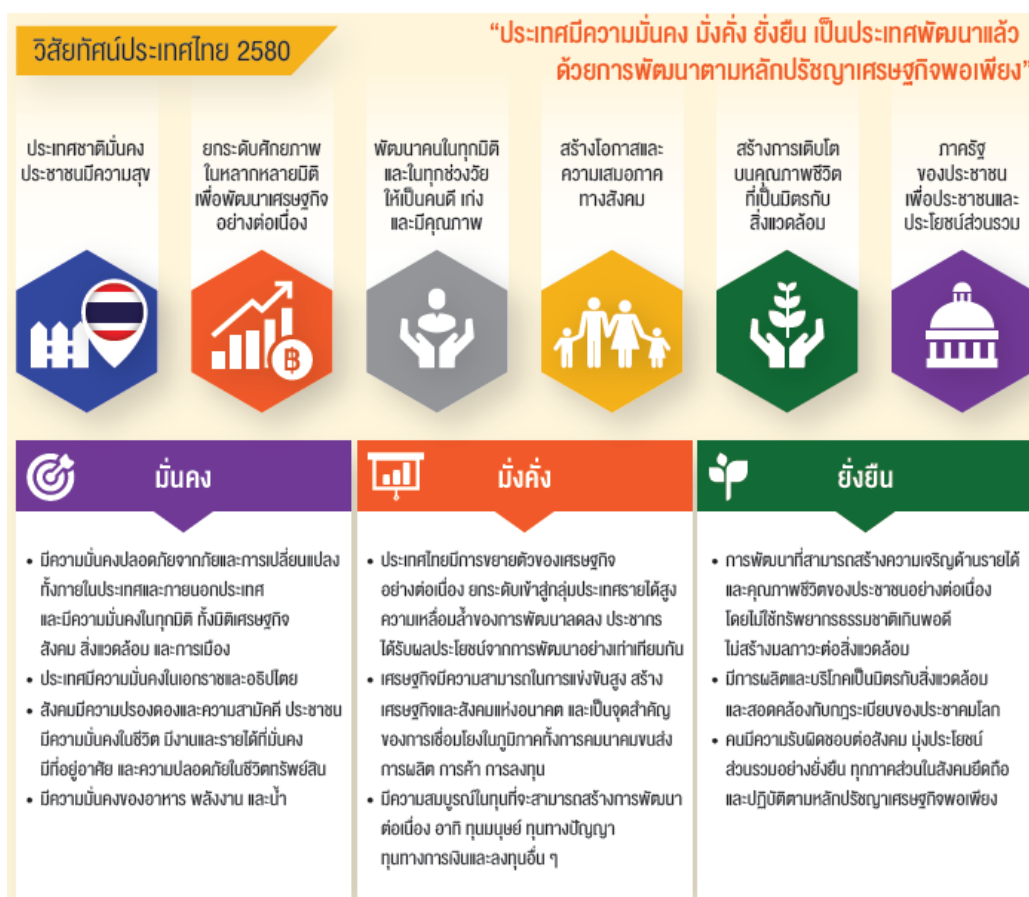 วิสัยทัศน์ประเทศไทย 2580
“ประเทศมีความมั่นคง มั่งคั่ง ยั่งยืน เป็นประเทศพัฒนาแล้ว
ด้วยการพัฒนาตามหลักปรัชญาเศรษฐกิจพอเพียง”
ประเทศชาติมั่นคง
ประชาชนมีความสุข
ยกระดับศักยภาพ
ในหลากหลายมิติ
เพื่อพัฒนาเศรษฐกิจ
อย่างต่อเนื่อง
พัฒนาคนในทุกมิติ
และในทุกช่วงวัย
ให้เป็นคนดี เก่ง
และมีคุณภาพ
สร้างโอกาสและ
ความเสมอภาค
ทางสังคม
สร้างการเติบโต
บนคุณภาพชีวิต
ที่เป็นมิตรกับ
สิ่งแวดล้อม
ภาครัฐ
ของประชาชน
เพื่อประชาชนและ
ประโยชน์ส่วนรวม
มั่นคง
• มีความมั่นคงปลอดภัยจากภัยและการเปลี่ยนแปลง
ทั้งภายในประเทศและภายนอกประเทศ
และมีความมั่นคงในทุกมิติ ทั้งมิติเศรษฐกิจ
สังคม สิ่งแวดล้อม และการเมือง
• ประเทศมีความมั่นคงในเอกราชและอธิปไตย
• สังคมมีความปรองดองและความสามัคคี ประชาชน
มีความมั่นคงในชีวิต มีงานและรายได้ที่มั่นคง
มีที่อยู่อาศัย และความปลอดภัยในชีวิตทรัพย์สิน
• มีความมั่นคงของอาหาร พลังงาน และน้ำ
มั่งคั่ง
• ประเทศไทยมีการขยายตัวของเศรษฐกิจ
อย่างต่อเนื่อง ยกระดับเข้าสู่กลุ่มประเทศรายได้สูง
ความเหลื่อมล้ำของการพัฒนาลดลง ประชากร
ได้รับผลประโยชน์จากการพัฒนาอย่างเท่าเทียมกัน
• เศรษฐกิจมีความสามารถในการแข่งขันสูง สร้าง
เศรษฐกิจและสังคมแห่งอนาคต และเป็นจุดสำคัญ
ของการเชื่อมโยงในภูมิภาคทั้งการคมนาคมขนส่ง
การผลิต การค้า การลงทุน
• มีความสมบูรณ์ในทุนที่จะสามารถสร้างการพัฒนา
ต่อเนื่อง อาทิ ทุนมนุษย์ ทุนทางปัญญา
ทุนทางการเงินและลงทุนอื่น ๆ
ยั่งยืน
• การพัฒนาที่สามารถสร้างความเจริญด้านรายได้
และคุณภาพชีวิตของประชาชนอย่างต่อเนื่อง
โดยไม่ใช้ทรัพยากรธรรมชาติเกินพอดี
ไม่สร้างมลภาวะต่อสิ่งแวดล้อม
• มีการผลิตและบริโภคเป็นมิตรกับสิ่งแวดล้อม
และสอดคล้องกับกฎระเบียบของประชาคมโลก
• คนมีความรับผิดชอบต่อสังคม มุ่งประโยชน์
ส่วนรวมอย่างยั่งยืน ทุกภาคส่วนในสังคมยึดถือ
และปฏิบัติตามหลักปรัชญาเศรษฐกิจพอเพียง